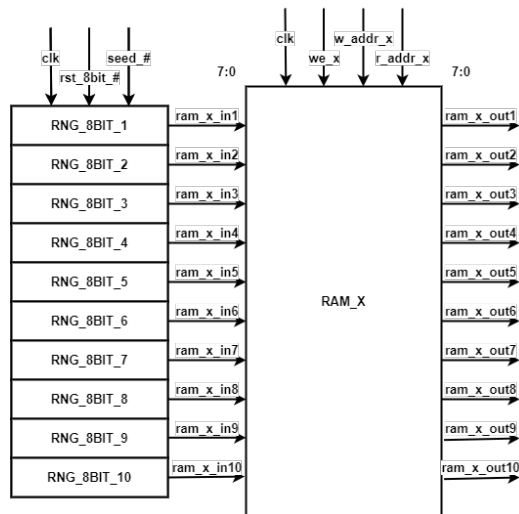 clk
rst_8bit_#
seed_#
7:0
clk
we_x
w_addr_x
r_addr_x
7:0
RNG_8BIT_1
ram_x_in1
ram_x_out1
RNG_8BIT_2
ram_x_in2
ram_x_out2
RNG_8BIT_3
ram_x_in3
ram_x_out3
RNG_8BIT_4
ram_x_in4
ram_x_out4
RNG_8BIT_5
ram_x_in5
ram_x_out5
RAM_X
RNG_8BIT_6
ram_x_in6
ram_x_out6
RNG_8BIT_7
ram_x_in7
ram_x_out7
RNG_8BIT_8
ram_x_in8
ram_x_out8
RNG_8BIT_9
ram_x_in9
ram_x_out9
RNG_8BIT_10
ram_x_in10
ram_x_out10